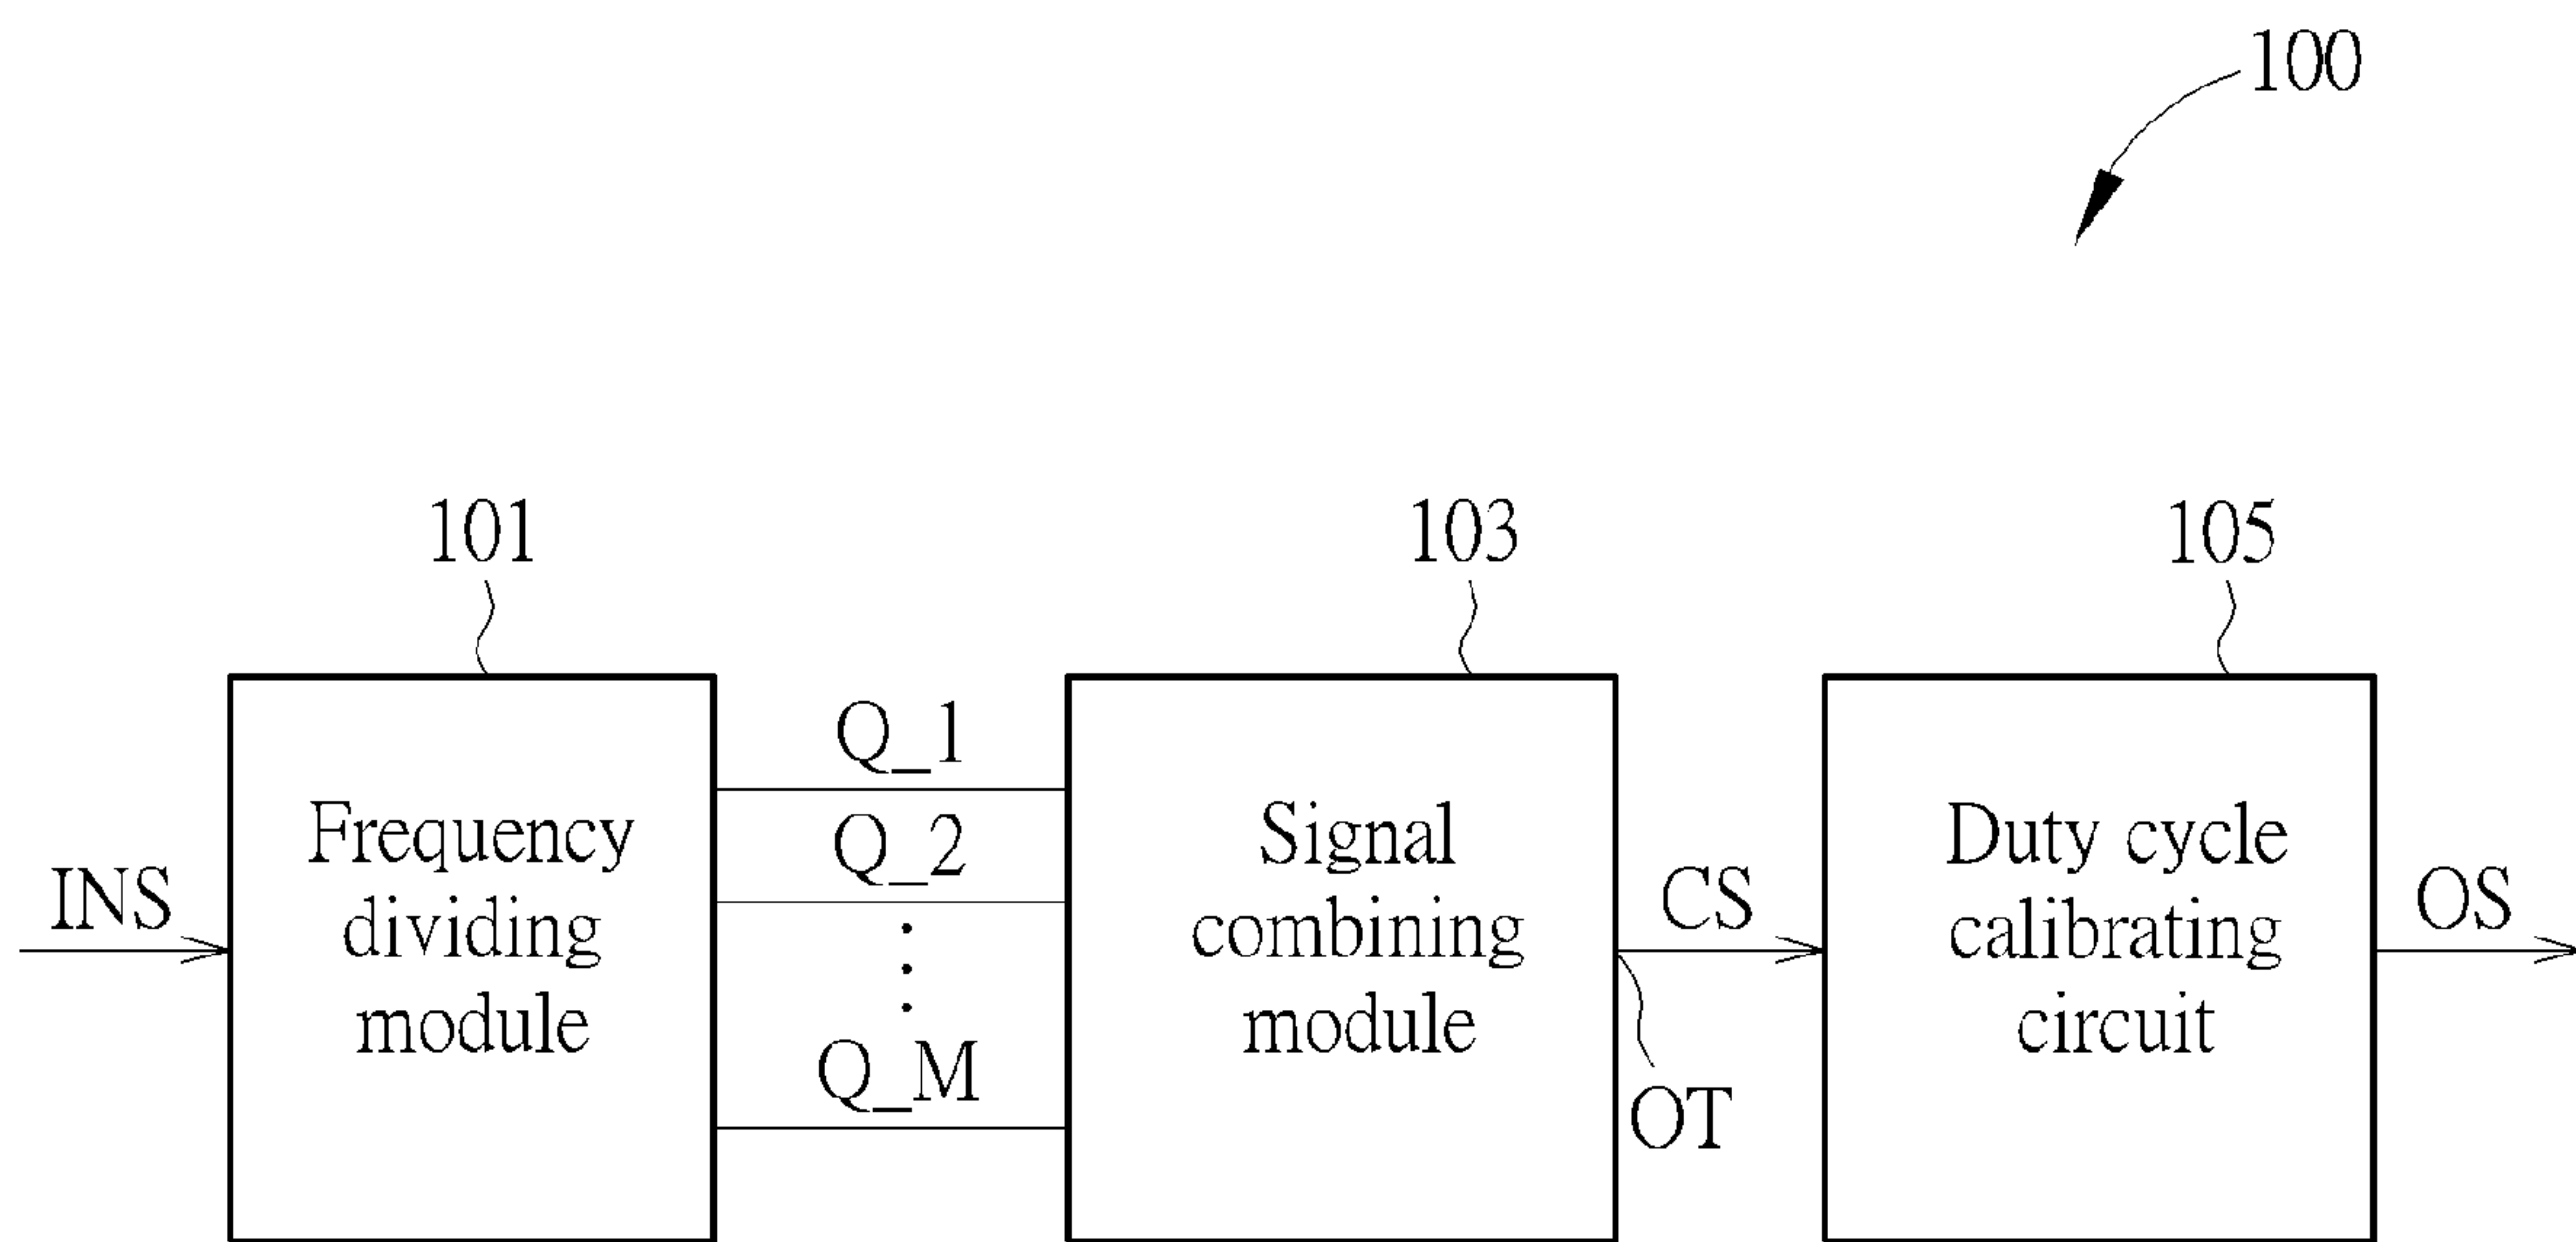 100
101
103
105
INS
Frequency
dividing
module
Q_1
Q_2
Q_M
Signal
combining
module
CS
OT
Duty cycle
calibrating
circuit
OS